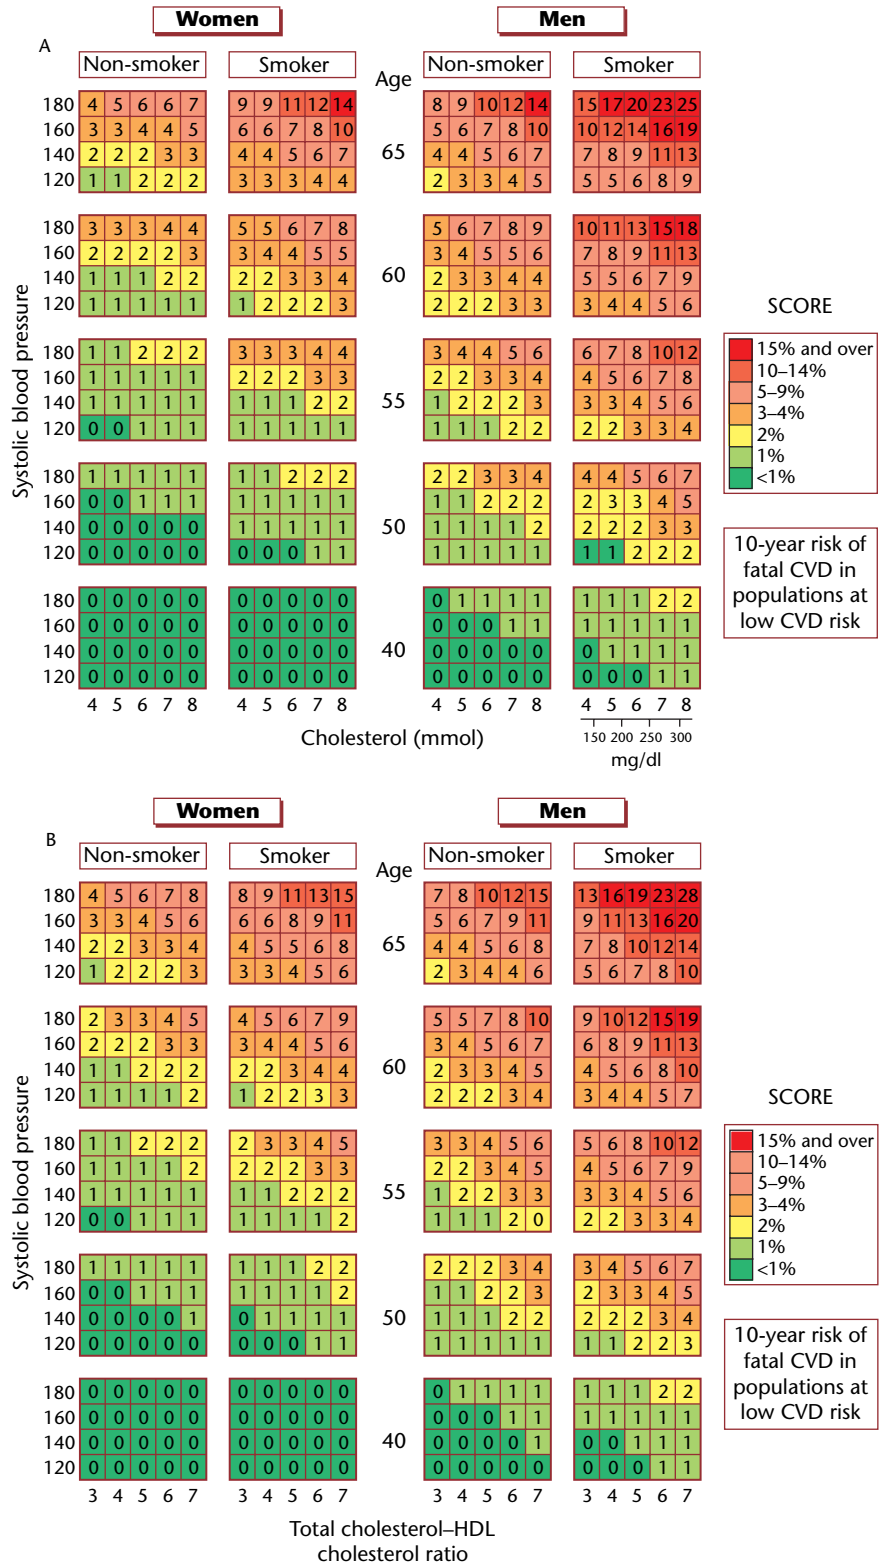 Women Men
A
Non-smoker Smoker Age Non-smoker Smoker
180 4 5 6 6 7 9 9 11 12 14 8 9 10 12 14 15 17 20 23 25
160 3 3 4 4 5 6 6 7 8 10 5 6 7 8 10 10 12 14 16 19
65
140 2 2 2 3 3 4 4 5 6 7 4 4 5 6 7 7 8 9 11 13
120 1 1 2 2 2 3 3 3 4 4 2 3 3 4 5 5 5 6 8 9
180 3 3 3 4 4 5 5 6 7 8 5 6 7 8 9 10 11 13 15 18
160 2 2 2 2 3 3 4 4 5 5 3 4 5 5 6 7 8 9 11 13
60
140 1 1 1 2 2 2 2 3 3 4 2 3 3 4 4 5 5 6 7 9
120 1 1 1 1 1 1 2 2 2 3 2 2 2 3 3 3 4 4 5 6
180 1 1 2 2 2 3 3 3 4 4 3 4 4 5 6 6 7 8 10 12
160 1 1 1 1 1 2 2 2 3 3 2 2 3 3 4 4 5 6 7 8
55
140 1 1 1 1 1 1 1 1 2 2 1 2 2 2 3 3 3 4 5 6
120 0 0 1 1 1 1 1 1 1 1 1 1 1 2 2 2 2 3 3 4
180 1 1 1 1 1 1 1 2 2 2 2 2 3 3 4 4 4 5 6 7
160 0 0 1 1 1 1 1 1 1 1 1 1 2 2 2 2 3 3 4 5
50
140 0 0 0 0 0 1 1 1 1 1 1 1 1 1 2 2 2 2 3 3
120 0 0 0 0 0 0 0 0 1 1 1 1 1 1 1 1 1 2 2 2
180 0 0 0 0 0 0 0 0 0 0 0 1 1 1 1 1 1 1 2 2
160 0 0 0 0 0 0 0 0 0 0 0 0 0 1 1 1 1 1 1 1
40
140 0 0 0 0 0 0 0 0 0 0 0 0 0 0 0 0 1 1 1 1
120 0 0 0 0 0 0 0 0 0 0 0 0 0 0 0 0 0 0 1 1
4 5 6 7 8 4 5 6 7 8 4 5 6 7 8 4 5 6 7 8
Cholesterol (mmol)
150 200 250 300
mg/dl
Systolic blood pressure
SCORE
15% and over
10–14%
5–9%
3–4%
2%
1%
<1%
10-year risk of
fatal CVD in
populations at
low CVD risk
Women Men
B
Non-smoker Smoker Age Non-smoker Smoker
180 4 5 6 7 8 8 9 11 13 15 7 8 10 12 15 13 16 19 23 28
160 3 3 4 5 6 6 6 8 9 11 5 6 7 9 11 9 11 13 16 20
65
140 2 2 3 3 4 4 5 5 6 8 4 4 5 6 8 7 8 10 12 14
120 1 2 2 2 3 3 3 4 5 6 2 3 4 4 6 5 6 7 8 10
180 2 3 3 4 5 4 5 6 7 9 5 5 7 8 10 9 10 12 15 19
160 2 2 2 3 3 3 4 4 5 6 3 4 5 6 7 6 8 9 11 13
60
140 1 1 2 2 2 2 2 3 4 4 2 3 3 4 5 4 5 6 8 10
120 1 1 1 1 2 1 2 2 3 3 2 2 2 3 4 3 4 4 5 7
180 1 1 2 2 2 2 3 3 4 5 3 3 4 5 6 5 6 8 10 12
160 1 1 1 1 2 2 2 2 3 3 2 2 3 4 5 4 5 6 7 9
55
140 1 1 1 1 1 1 1 2 2 2 1 2 2 3 3 3 3 4 5 6
120 0 0 1 1 1 1 1 1 1 2 1 1 1 2 0 2 2 3 3 4
180 1 1 1 1 1 1 1 1 2 2 2 2 2 3 4 3 4 5 6 7
160 0 0 1 1 1 1 1 1 1 2 1 1 2 2 3 2 3 3 4 5
50
140 0 0 0 0 1 0 1 1 1 1 1 1 1 2 2 2 2 2 3 4
120 0 0 0 0 0 0 0 0 1 1 1 1 1 1 1 1 1 2 2 3
180 0 0 0 0 0 0 0 0 0 0 0 1 1 1 1 1 1 1 2 2
160 0 0 0 0 0 0 0 0 0 0 0 0 0 1 1 1 1 1 1 1
40
140 0 0 0 0 0 0 0 0 0 0 0 0 0 0 1 0 0 1 1 1
120 0 0 0 0 0 0 0 0 0 0 0 0 0 0 0 0 0 0 1 1
3 4 5 6 7 3 4 5 6 7 3 4 5 6 7 3 4 5 6 7
Total cholesterol–HDL
cholesterol ratio
Systolic blood pressure
SCORE
15% and over
10–14%
5–9%
3–4%
2%
1%
<1%
10-year risk of
fatal CVD in
populations at
low CVD risk